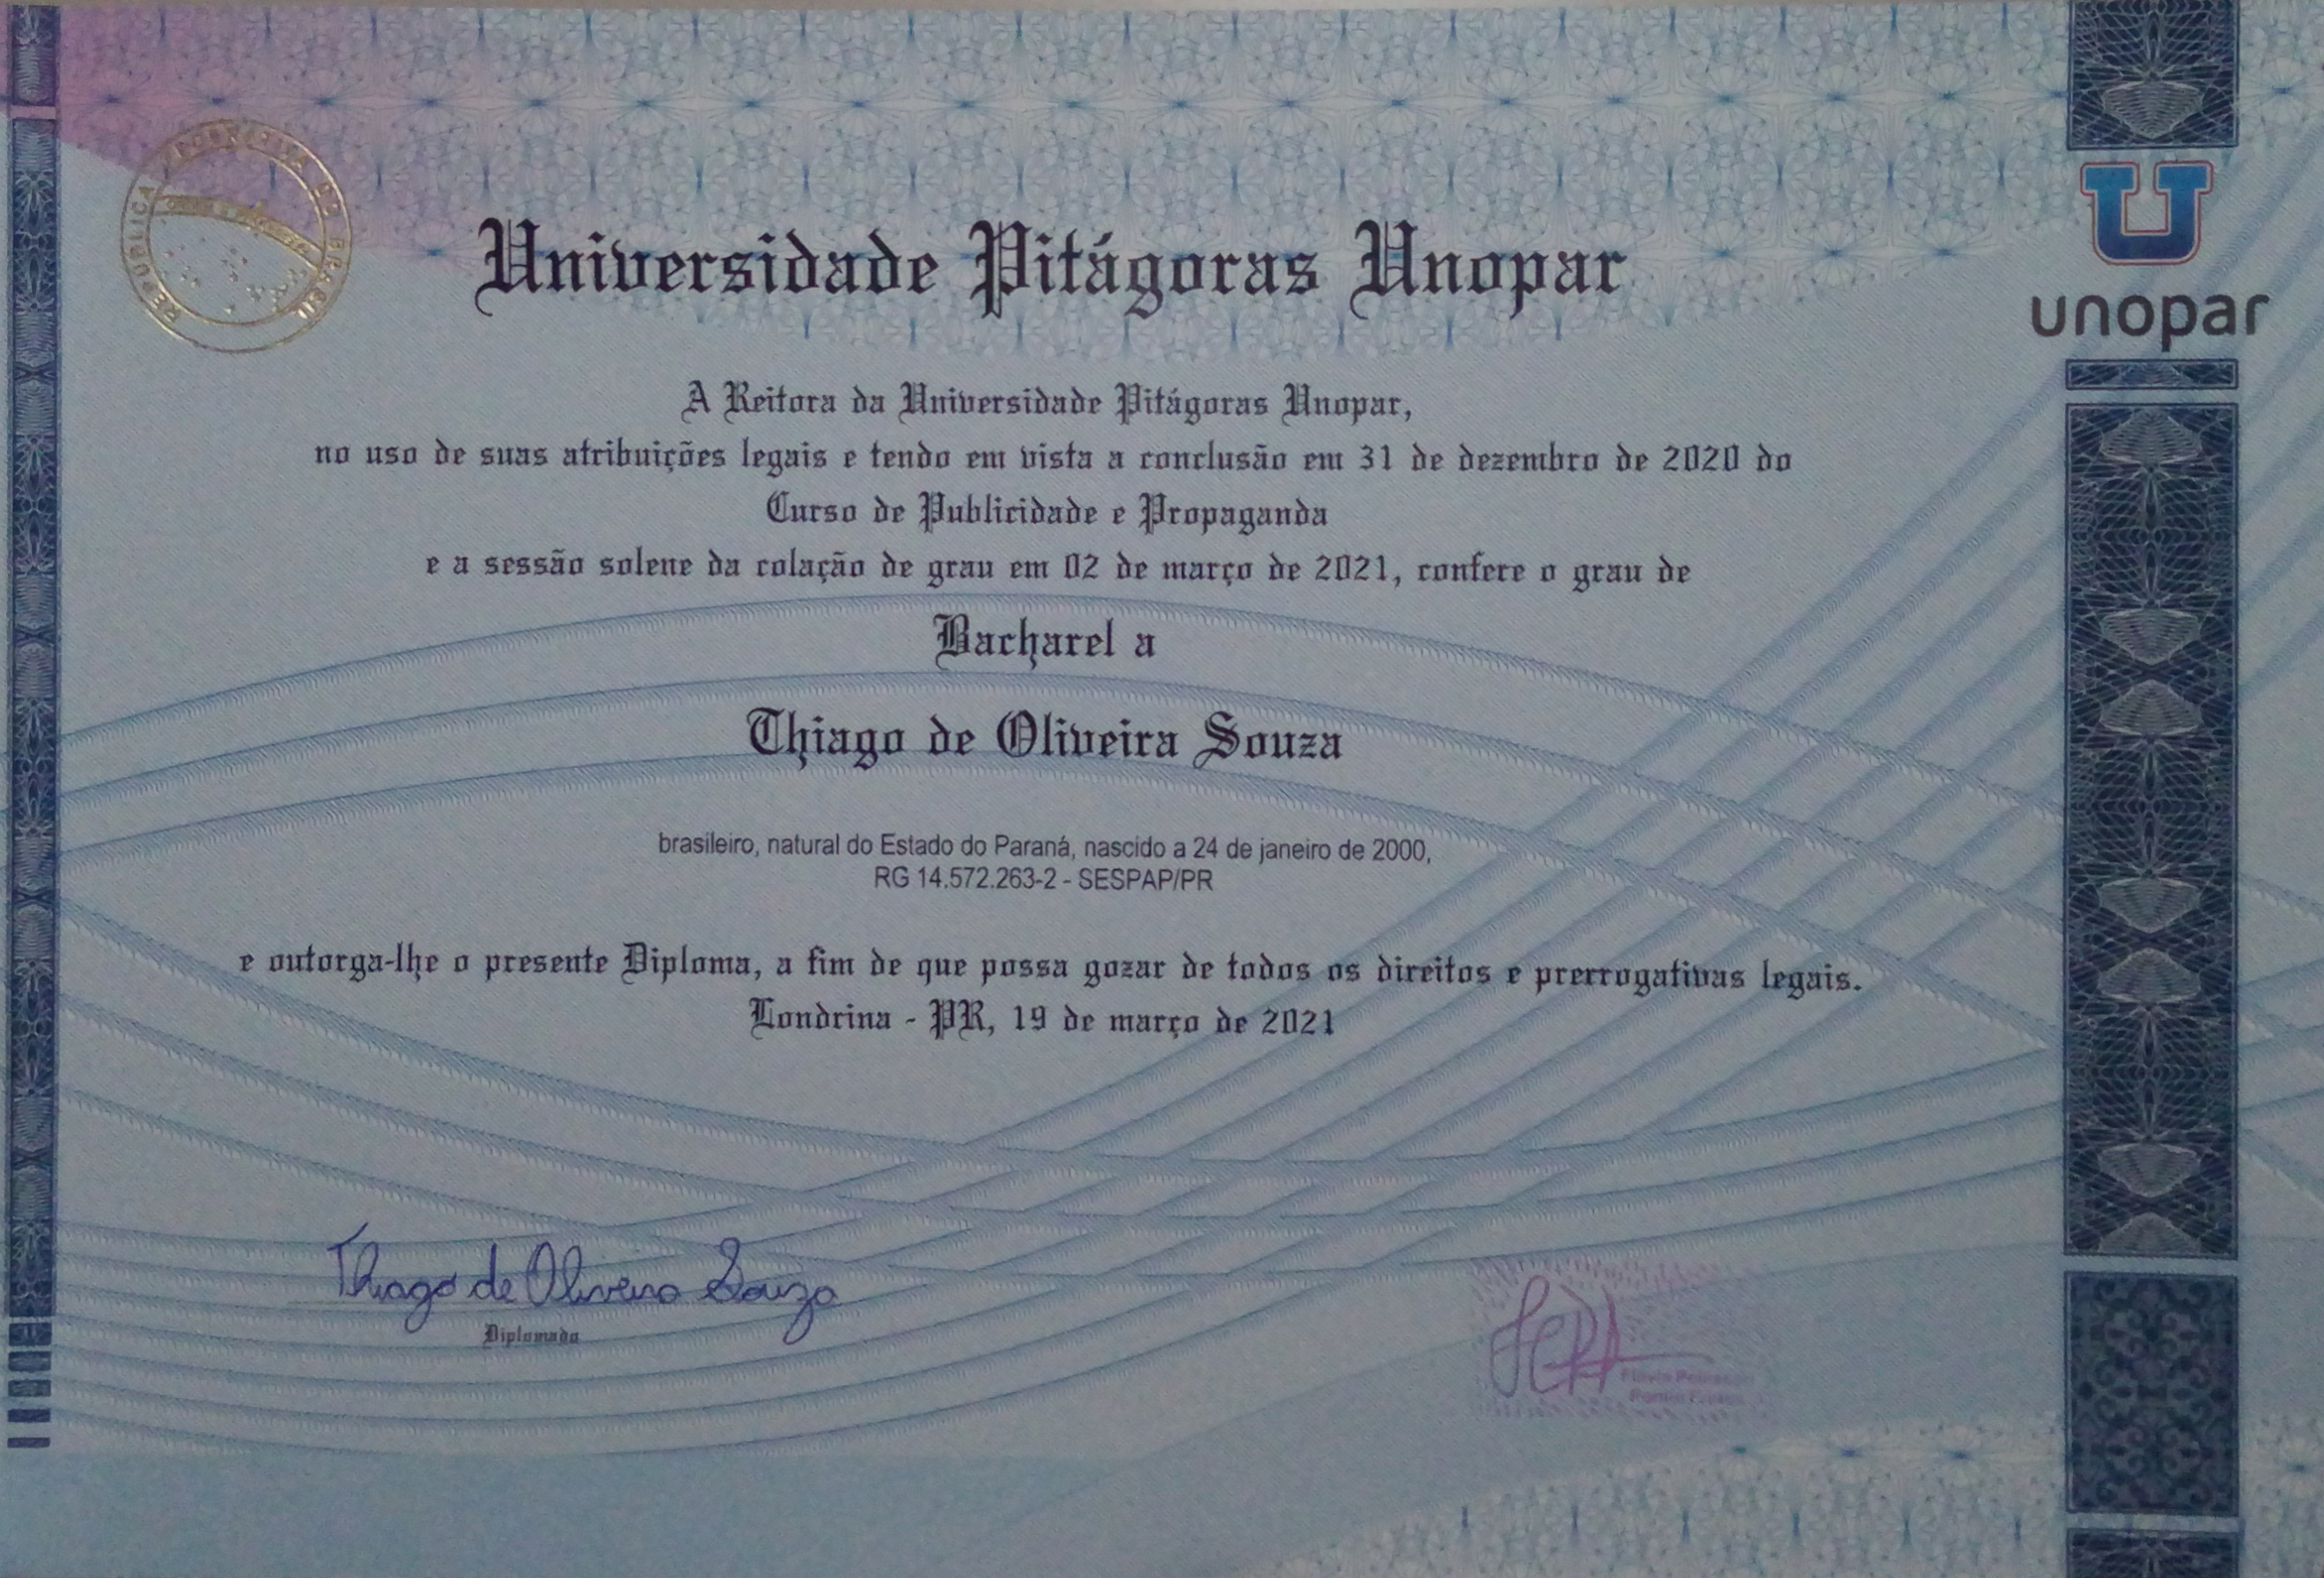 REPÚBLICA FEDERATIVA DO BRASIL
Universidade Pitágoras Unopar
U
unopar
A Reitora da Universidade Pitágoras Unopar,
no uso de suas atribuições legais e tendo em vista a conclusão em 31 de dezembro de 2020 do
Curso de Publicidade e Propaganda
e a sessão solene da colação de grau em 02 de março de 2021, confere o grau de
Bacharel a
Thiago de Oliveira Souza
brasileiro, natural do Estado do Paraná, nascido a 24 de janeiro de 2000,
RG 14.572.263-2 - SESPAP/PR
e outorga-lhe o presente Diploma, a fim de que possa gozar de todos os direitos e prerrogativas legais.
Londrina - PR, 19 de março de 2021
Thiago de Oliveira Souza
Diplomado